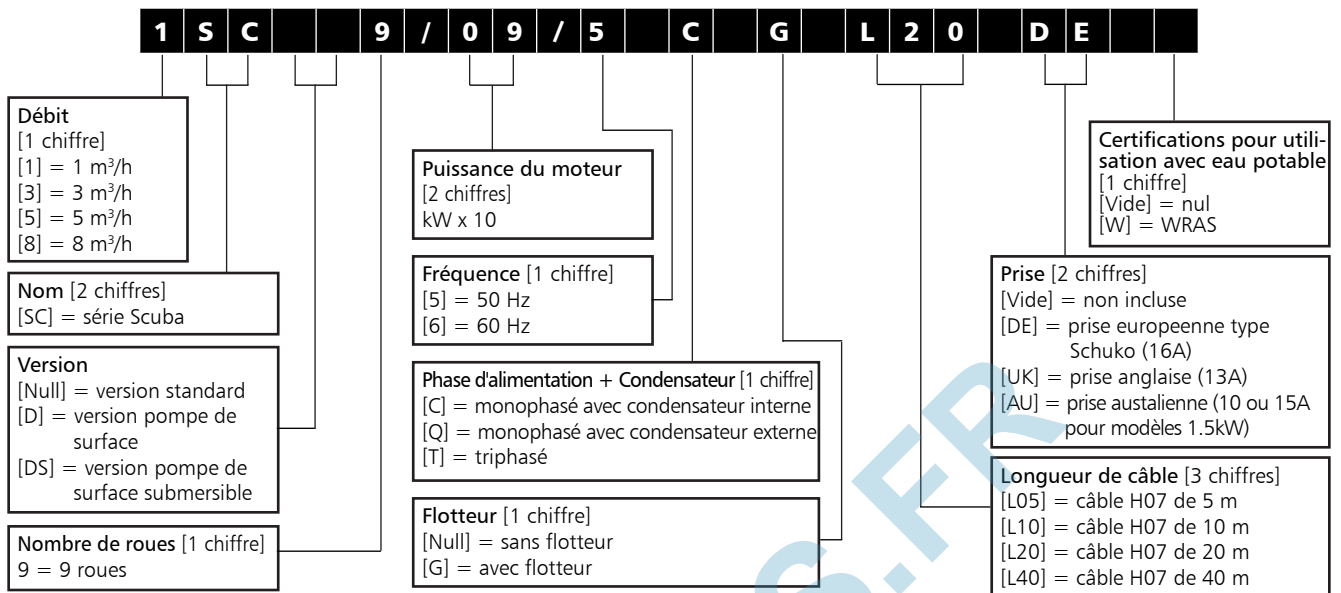 1 S C 9 / 0 9 / 5 C G L 2 0 D E
Débit
[1 chiffre]
[1] = 1 m³/h
[3] = 3 m³/h
[5] = 5 m³/h
[8] = 8 m³/h
Nom [2 chiffres]
[SC] = série Scuba
Version
[Null] = version standard
[D] = version pompe de
surface
[DS] = version pompe de
surface submersible
Nombre de roues [1 chiffre]
9 = 9 roues
Puissance du moteur
[2 chiffres]
kW x 10
Fréquence [1 chiffre]
[5] = 50 Hz
[6] = 60 Hz
Phase d'alimentation + Condensateur [1 chiffre]
[C] = monophasé avec condensateur interne
[Q] = monophasé avec condensateur externe
[T] = triphasé
Flotteur [1 chiffre]
[Null] = sans flotteur
[G] = avec flotteur
Certifications pour utili-
sation avec eau potable
[1 chiffre]
[Vide] = nul
[W] = WRAS
Prise [2 chiffres]
[Vide] = non incluse
[DE] = prise europeenne type
Schuko (16A)
[UK] = prise anglaise (13A)
[AU] = prise austalienne (10 ou 15A
pour modèles 1.5kW)
Longueur de câble [3 chiffres]
[L05] = câble H07 de 5 m
[L10] = câble H07 de 10 m
[L20] = câble H07 de 20 m
[L40] = câble H07 de 40 m
S.FR